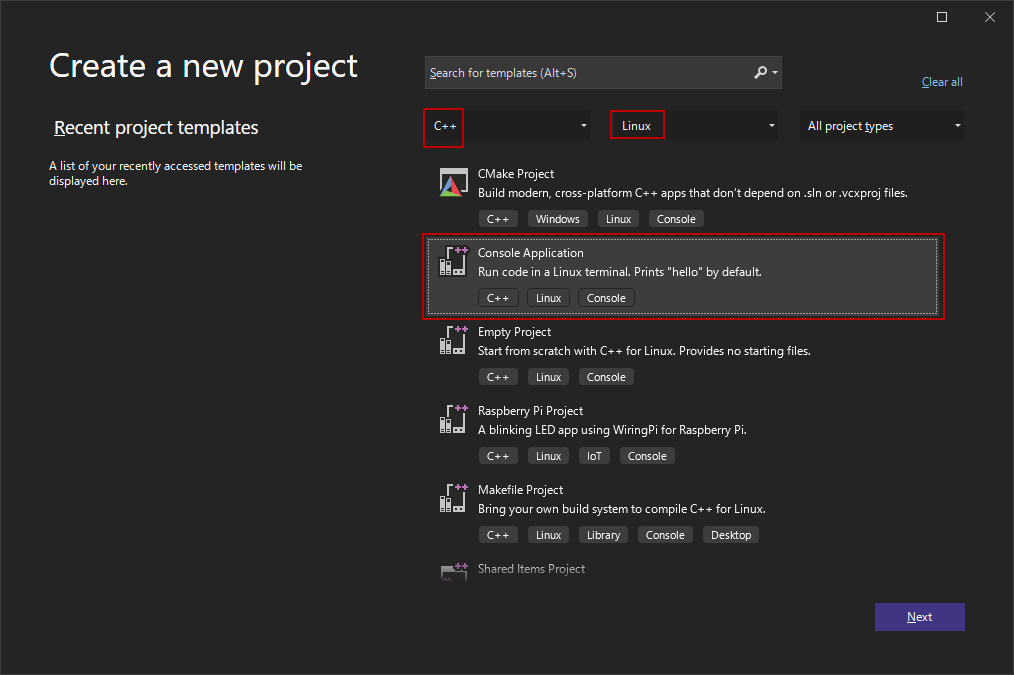 Create a new project
Recent project templates
A list of your recently accessed templates will be
displayed here.
Search for templates (Alt+S)
Clear all
C++
Linux
All project types
CMake Project
Build modern, cross-platform C++ apps that don't depend on .sln or .vcxproj files.
C++ Windows Linux Console
Console Application
Run code in a Linux terminal. Prints "hello" by default.
C++ Linux Console
Empty Project
Start from scratch with C++ for Linux. Provides no starting files.
C++ Linux Console
Raspberry Pi Project
A blinking LED app using WiringPi for Raspberry Pi.
C++ Linux IoT Console
Makefile Project
Bring your own build system to compile C++ for Linux.
C++ Linux Library Console Desktop
Shared Items Project
Next